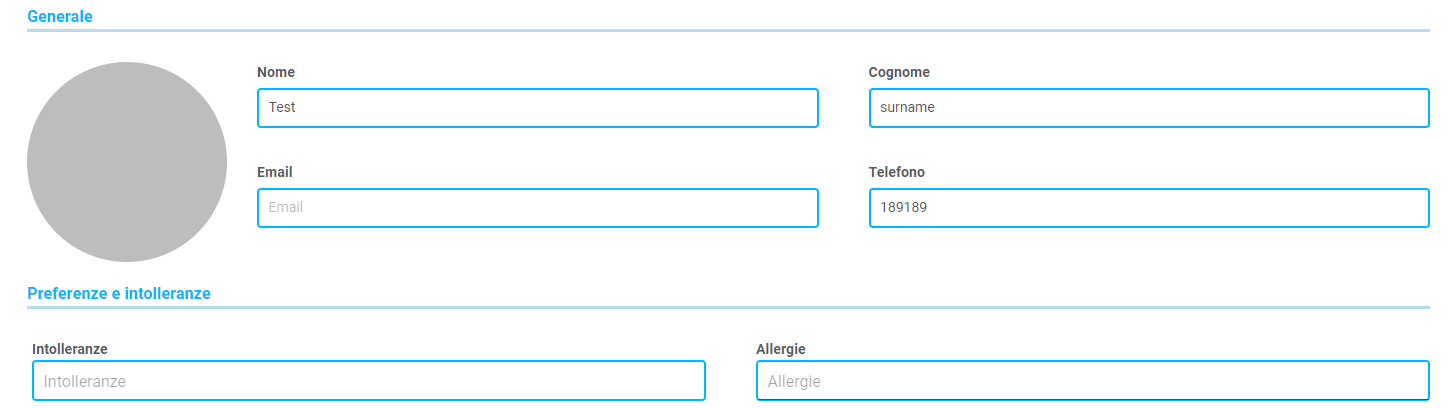 Generale
Nome
Cognome
Test
surname
Email
Telefono
Email
189189
Preferenze e intolleranze
Intolleranze
Allergie
Intolleranze
Allergie